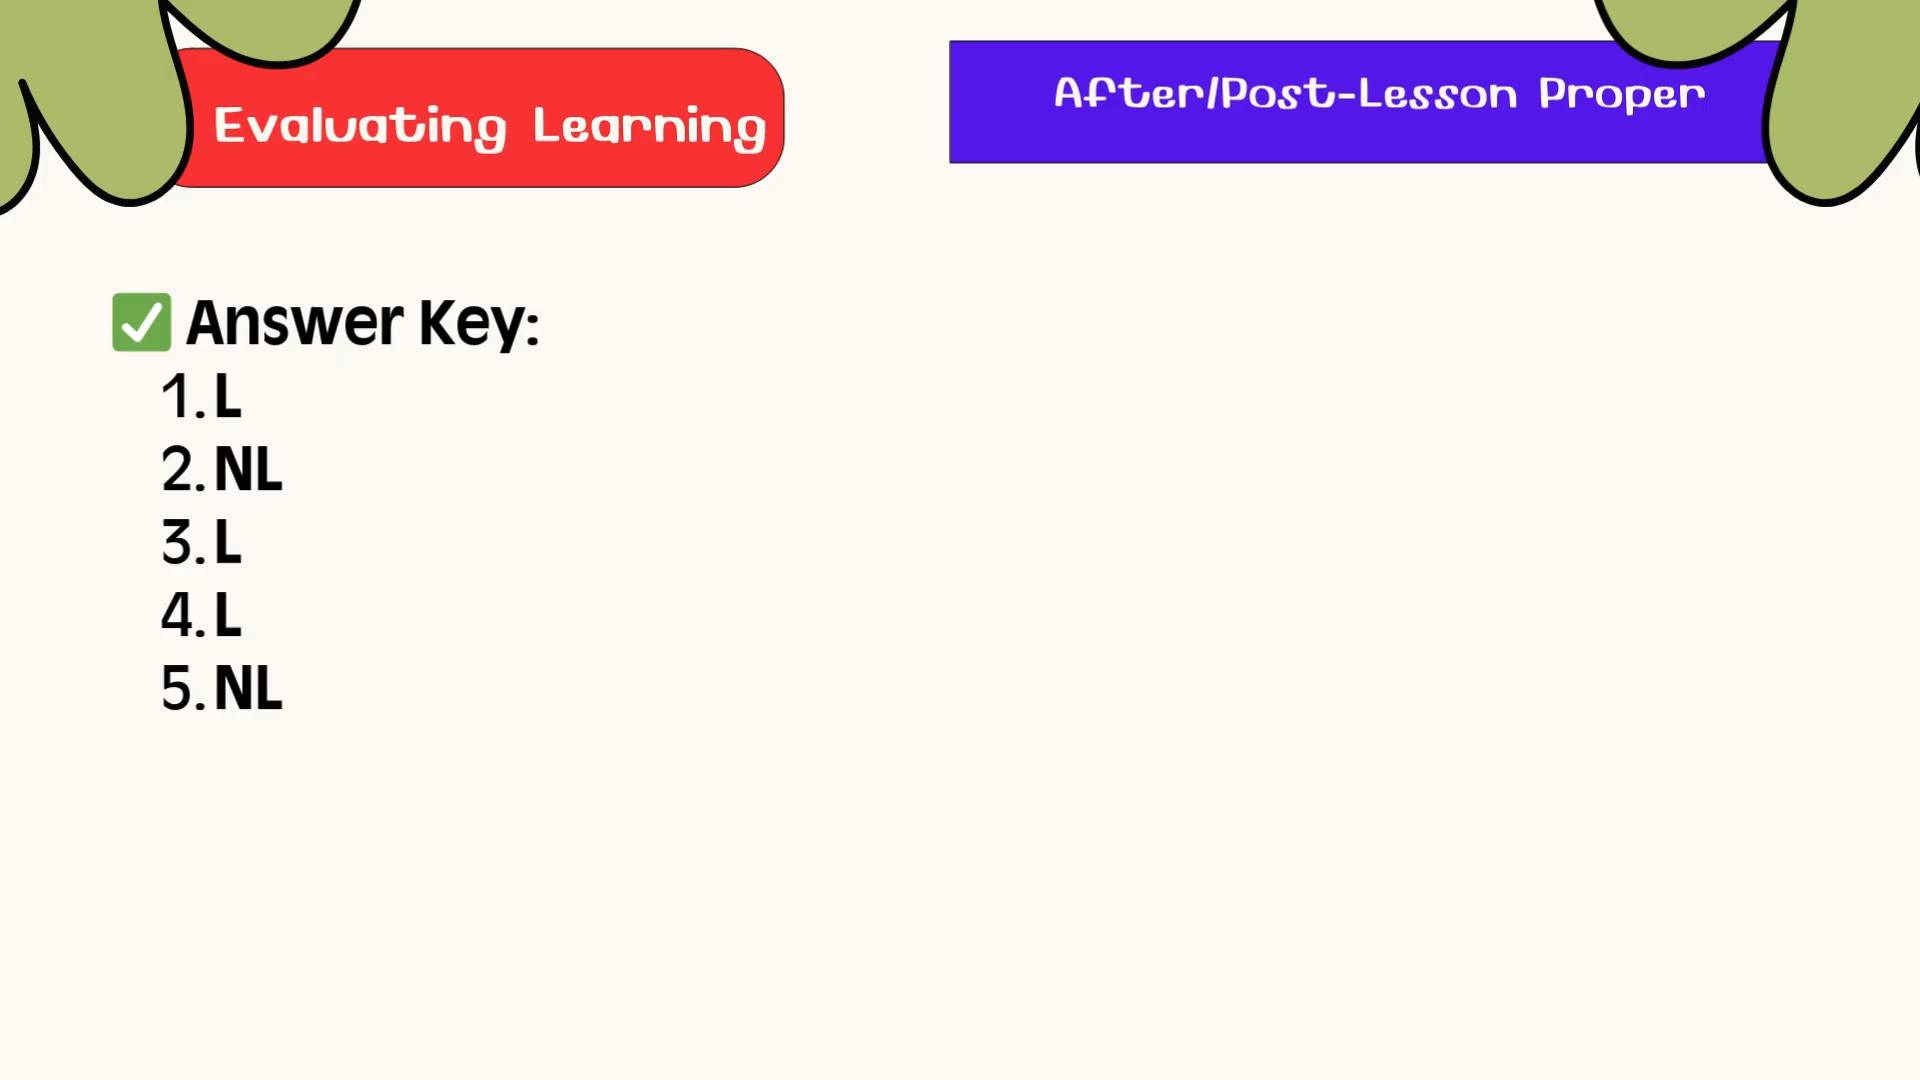 Evaluating Learning
After/Post-Lesson Proper
✅ Answer Key:
1. L
2. NL
3. L
4. L
5. NL